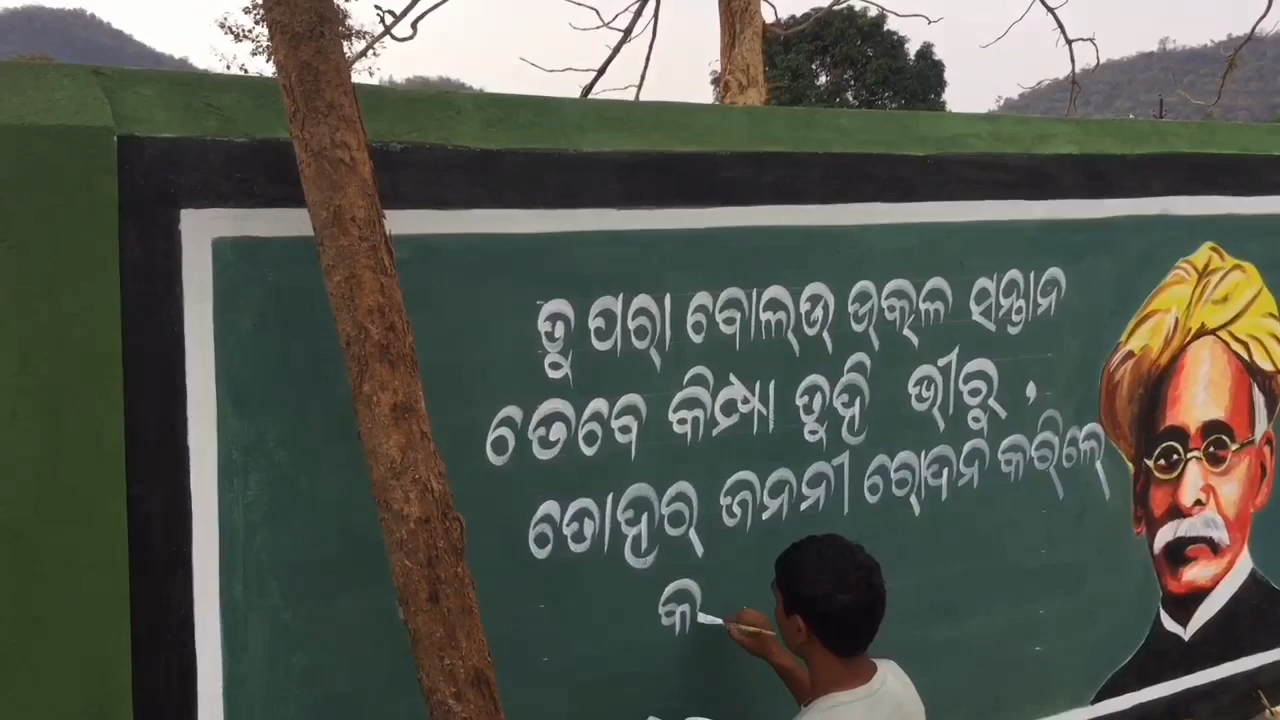 ତୁ ପରା ବୋଲଉ ଉତ୍କଳ ସନ୍ତାନ
ତେବେ କିମ୍ପା ତୁହି ଭୀରୁ ,
ତୋହର ଜନନୀ ରୋଦନ କରିଲେ
କ